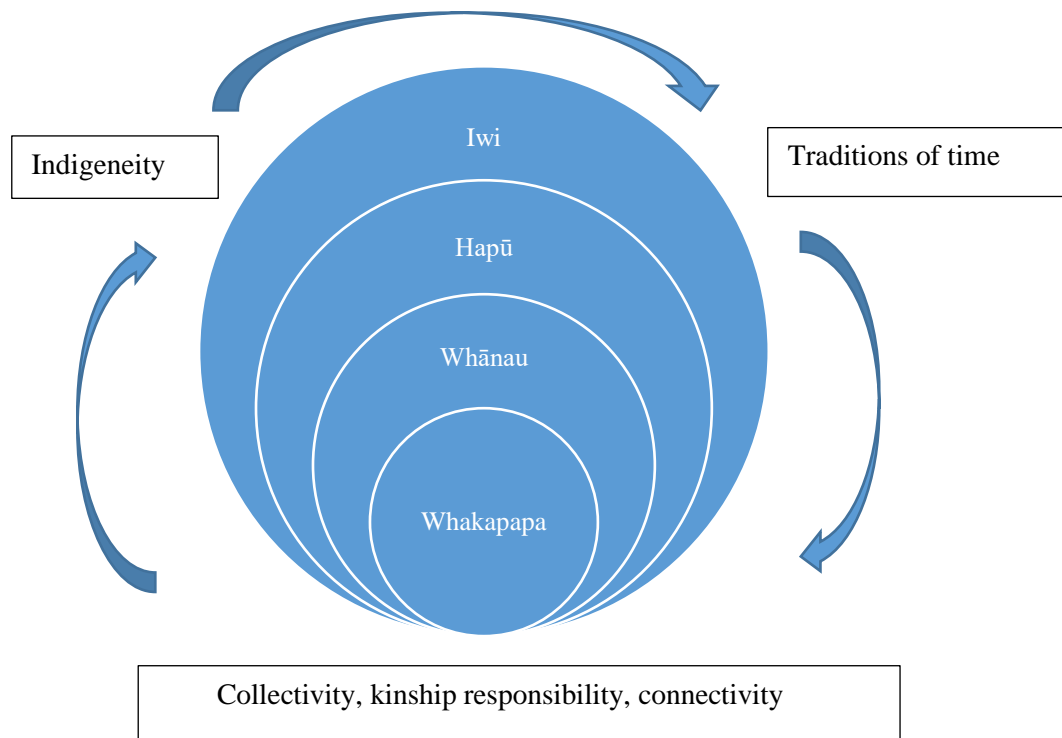 Iwi
Indigeneity
Traditions of time
Hapū
Whānau
Whakapapa
Collectivity, kinship responsibility, connectivity